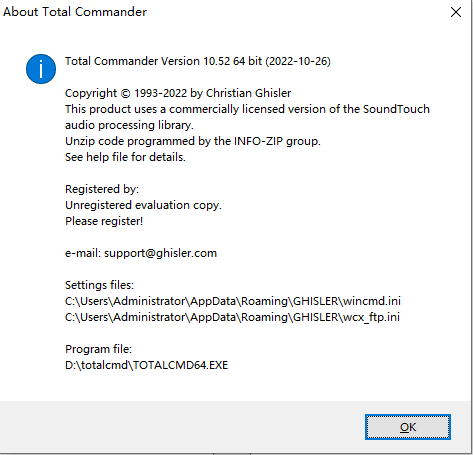 About Total Commander
Total Commander Version 10.52 64 bit (2022-10-26)
Copyright © 1993-2022 by Christian Ghisler
This product uses a commercially licensed version of the SoundTouch
audio processing library.
Unzip code programmed by the INFO-ZIP group.
See help file for details.
Registered by:
Unregistered evaluation copy.
Please register!
e-mail: support@ghisler.com
Settings files:
C:\Users\Administrator\AppData\Roaming\GHISLER\wincmd.ini
C:\Users\Administrator\AppData\Roaming\GHISLER\wcx_ftp.ini
Program file:
D:\totalcmd\TOTALCMD64.EXE
OK